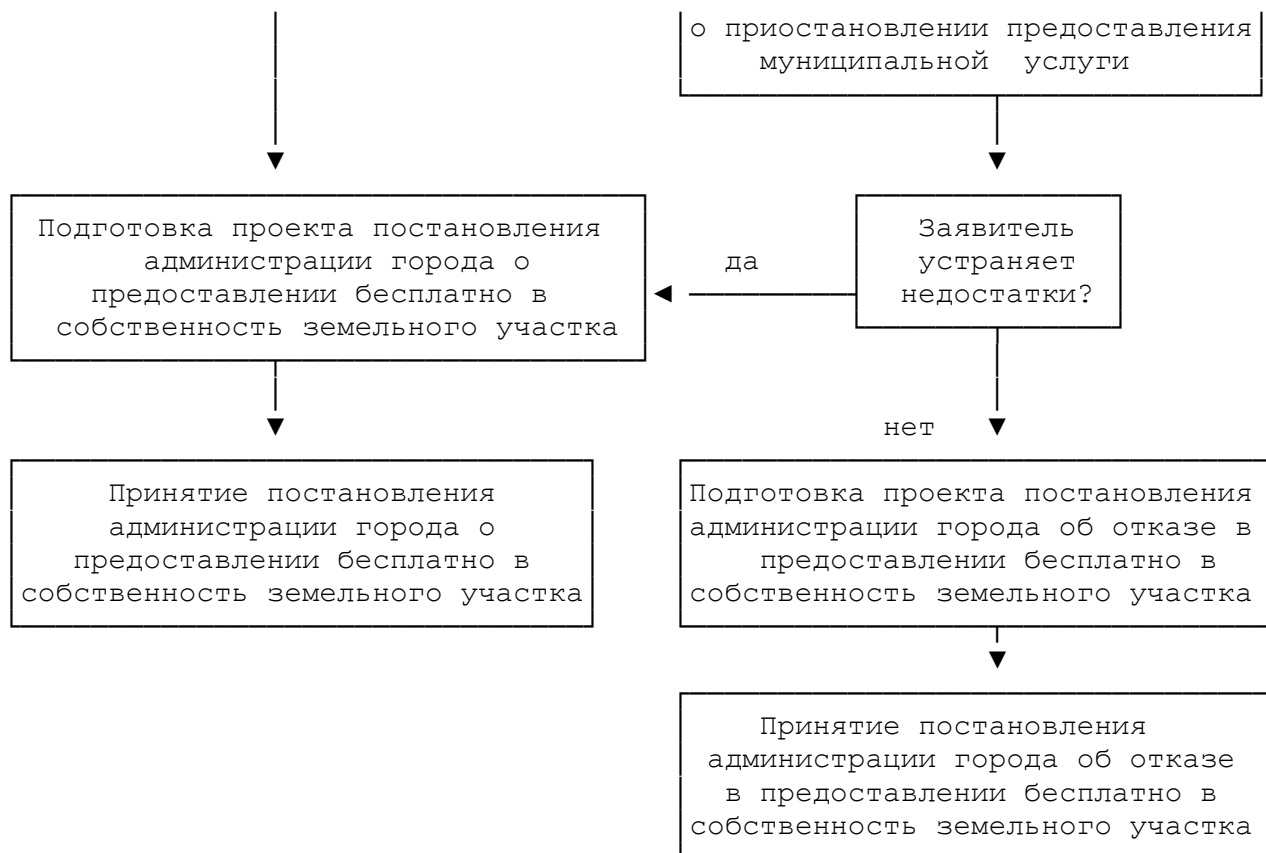 о приостановлении предоставления
муниципальной услуги
Подготовка проекта постановления
администрации города о
предоставлении бесплатно в
собственность земельного участка
да
Заявитель
устраняет
недостатки?
нет
Принятие постановления
администрации города о
предоставлении бесплатно в
собственность земельного участка
Подготовка проекта постановления
администрации города об отказе в
предоставлении бесплатно в
собственность земельного участка
Принятие постановления
администрации города об отказе
в предоставлении бесплатно в
собственность земельного участка